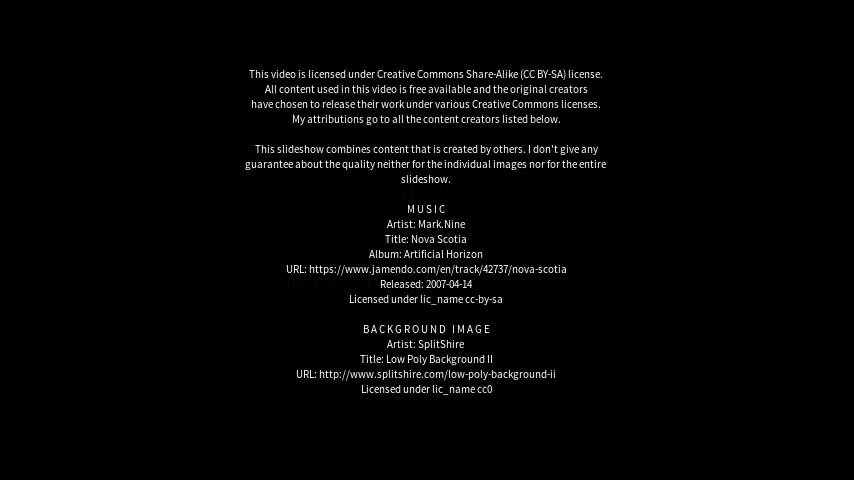 This video is licensed under Creative Commons Share-Alike (CC BY-SA) license.
All content used in this video is free available and the original creators
have chosen to release their work under various Creative Commons licenses.
My attributions go to all the content creators listed below.
This slideshow combines content that is created by others. I don't give any
guarantee about the quality neither for the individual images nor for the entire
slideshow.
MUSIC
Artist: Mark.Nine
Title: Nova Scotia
Album: Artificial Horizon
URL: https://www.jamendo.com/en/track/42737/nova-scotia
Released: 2007-04-14
Licensed under lic_name cc-by-sa
BACKGROUND IMAGE
Artist: SplitShire
Title: Low Poly Background II
URL: http://www.splitshire.com/low-poly-background-ii
Licensed under lic_name cc0